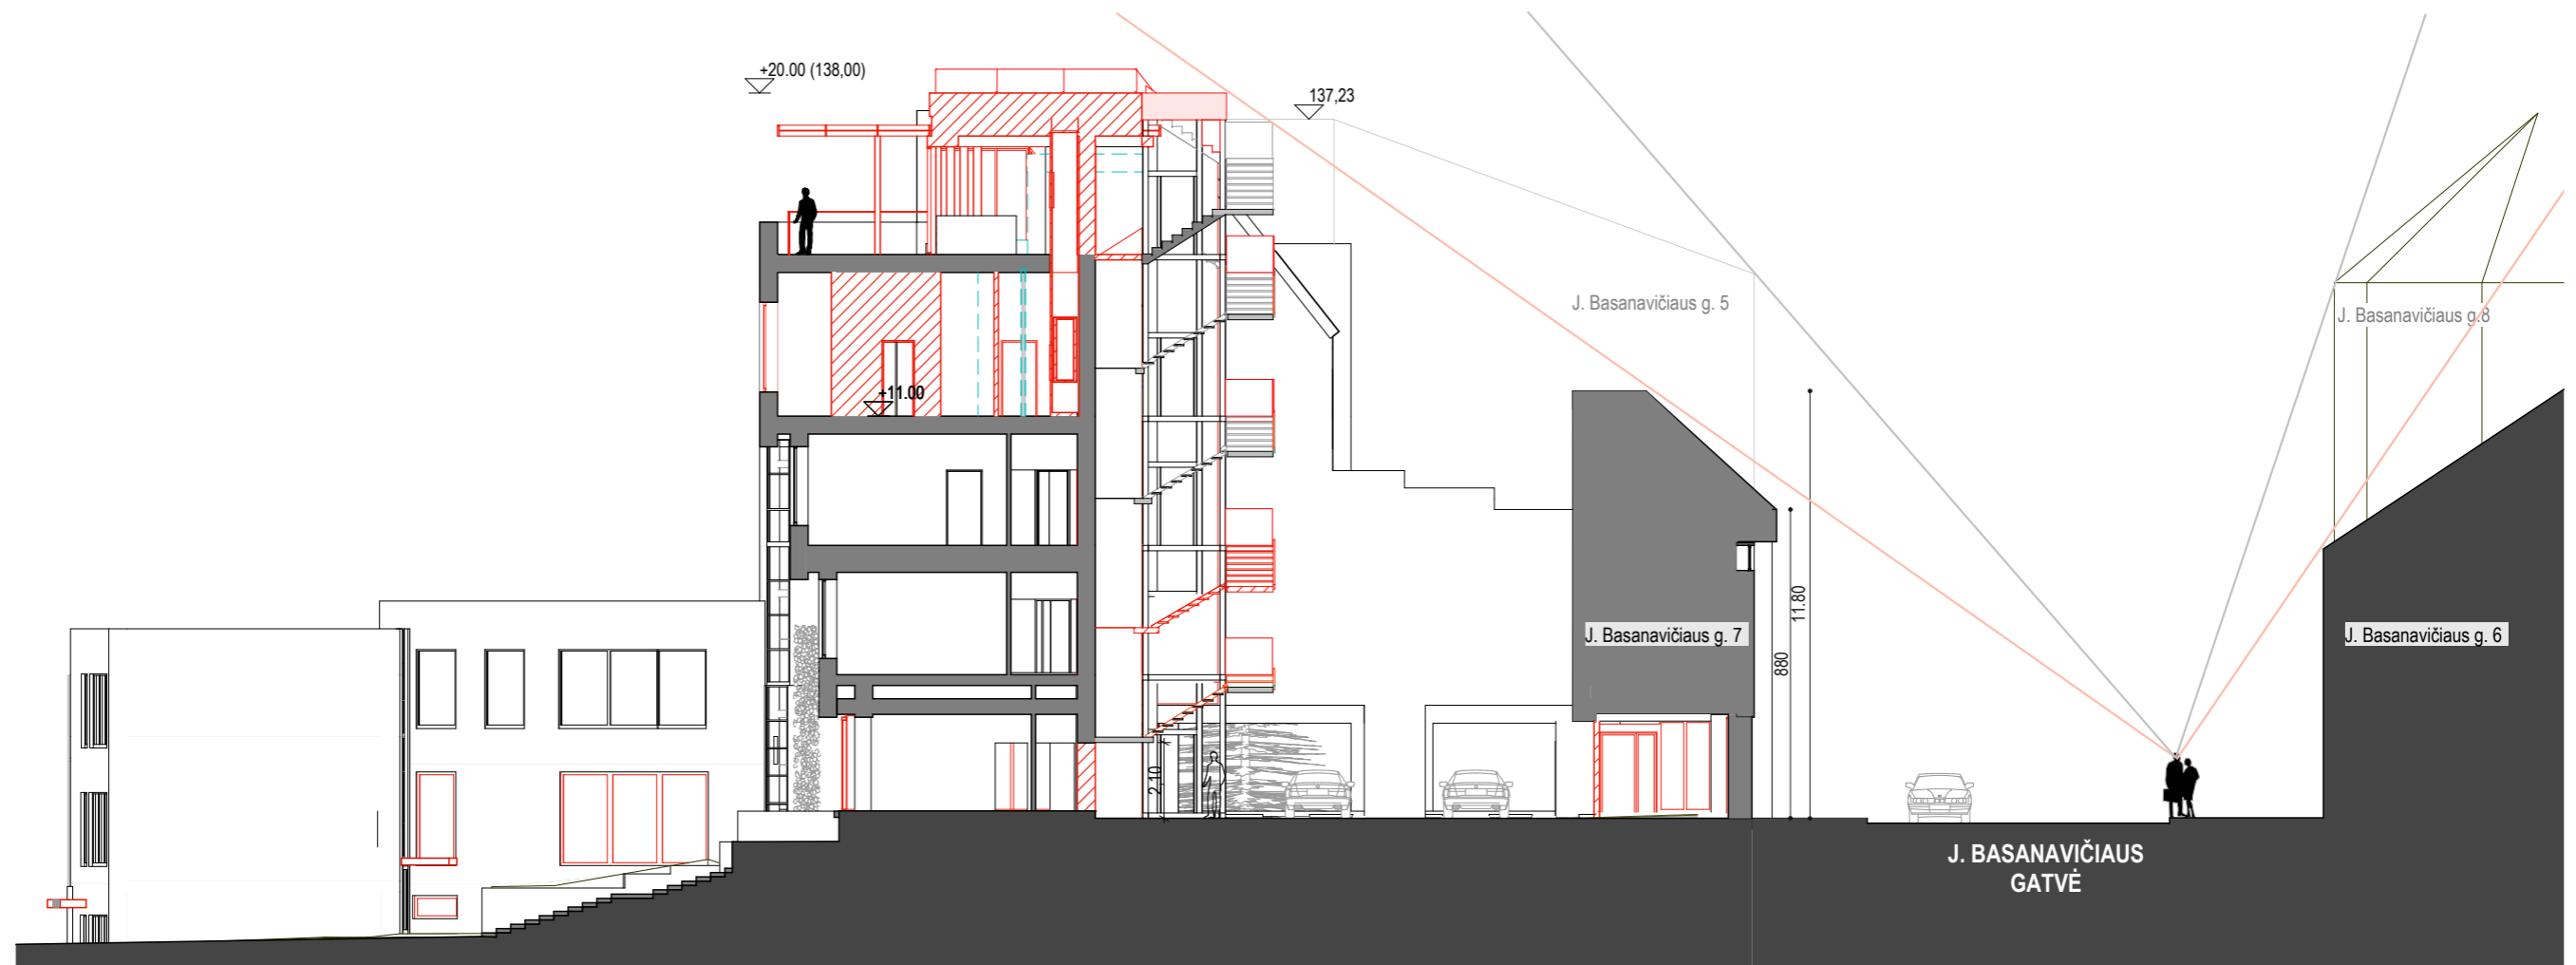 +20.00 (138,00)
137,23
J. Basanavičiaus g. 5
J. Basanavičiaus g.8
+11.00
11.80
J. Basanavičiaus g. 7
J. Basanavičiaus g. 6
880
2,10
J. BASANAVIČIAUS
GATVĖ